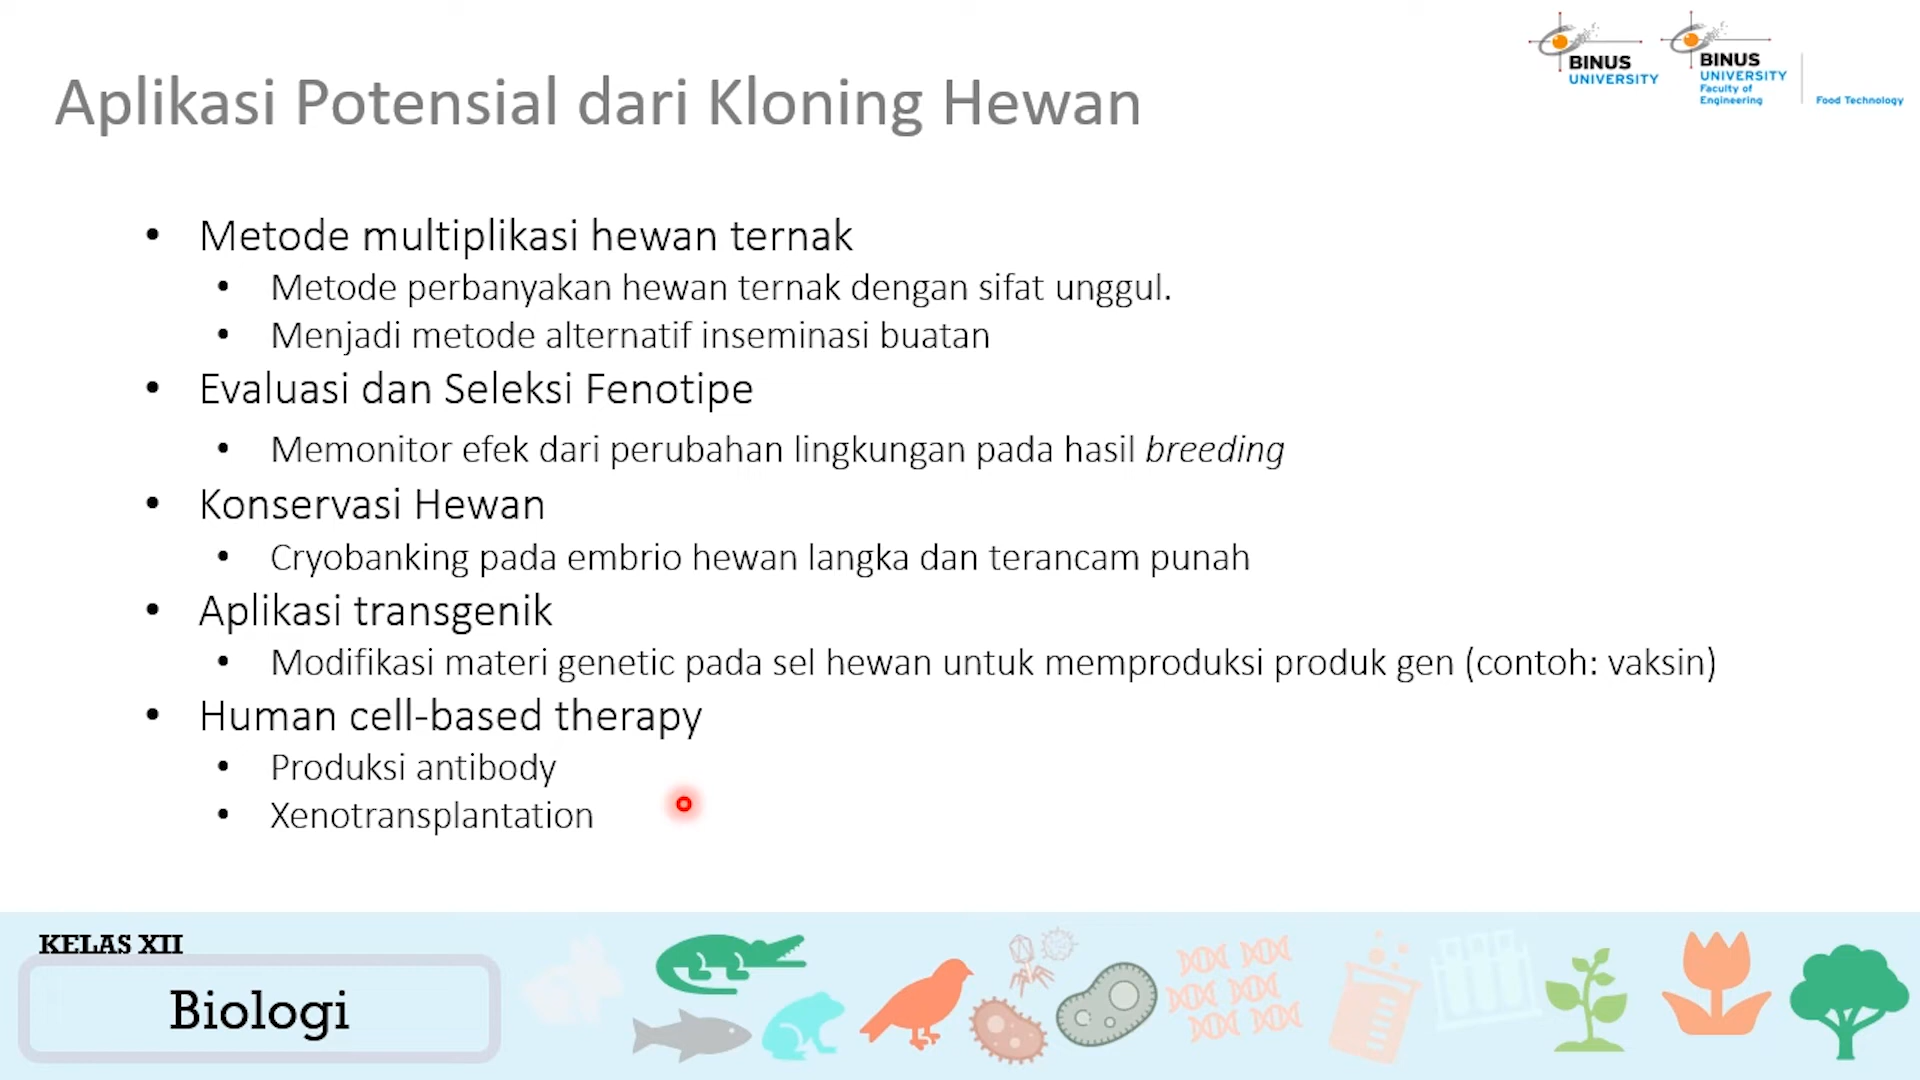 BINUS
UNIVERSITY
BINUS
UNIVERSITY
Faculty of
Engineering
Food Technology
Aplikasi Potensial dari Kloning Hewan
• Metode multiplikasi hewan ternak
• Metode perbanyakan hewan ternak dengan sifat unggul.
• Menjadi metode alternatif inseminasi buatan
• Evaluasi dan Seleksi Fenotipe
• Memonitor efek dari perubahan lingkungan pada hasil breeding
• Konservasi Hewan
• Cryobanking pada embrio hewan langka dan terancam punah
• Aplikasi transgenik
• Modifikasi materi genetic pada sel hewan untuk memproduksi produk gen (contoh: vaksin)
• Human cell-based therapy
• Produksi antibody
• Xenotransplantation
KELAS XII
Biologi